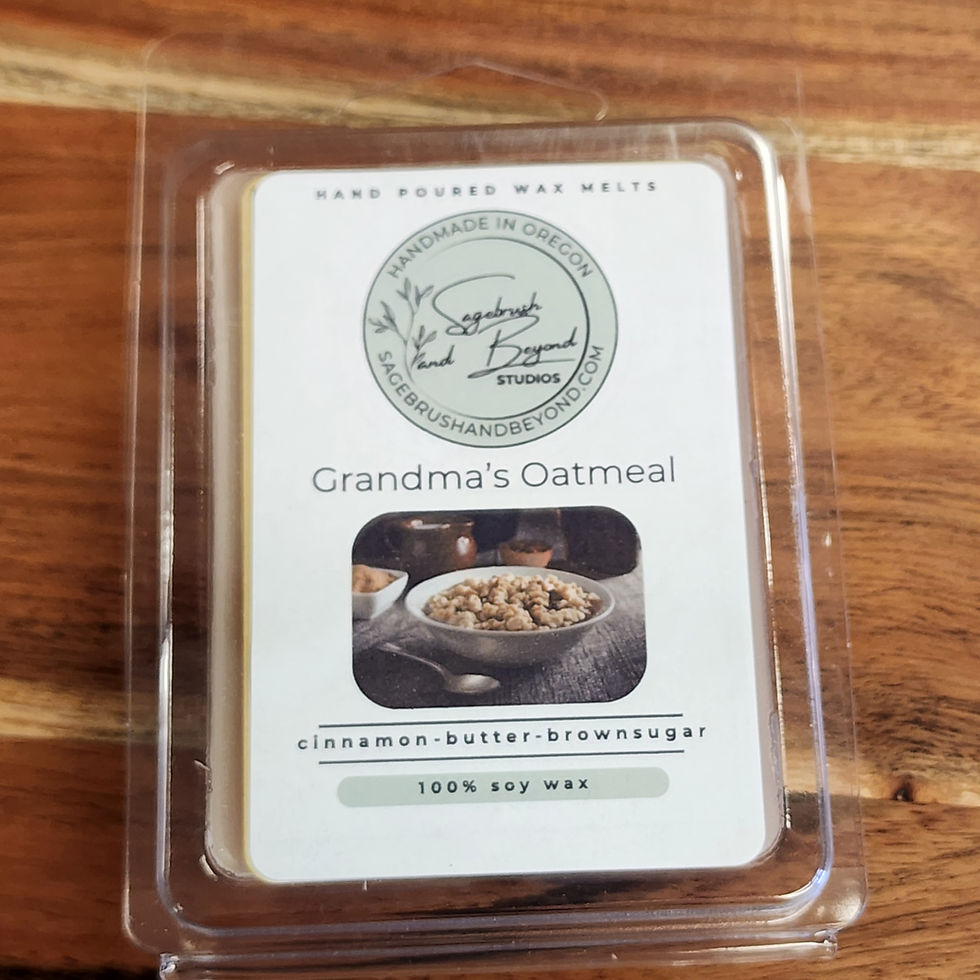 HAND POURED WAX MELTS
HANDMADE IN OREGON
Sagebrush
and Beyond
STUDIOS
SAGEBRUSHANDBEYOND.COM
Grandma's Oatmeal
cinnamon-butter-brownsugar
100% soy wax